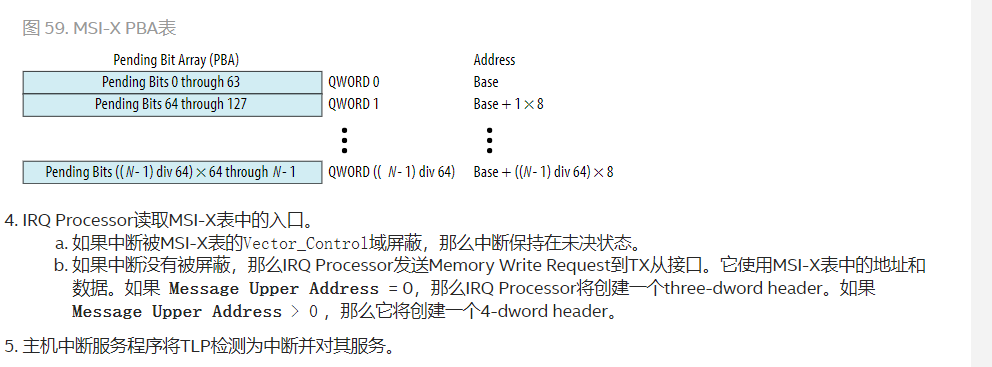 图 59. MSI-X PBA表
Pending Bit Array (PBA) Address
Pending Bits 0 through 63 QWORD 0 Base
Pending Bits 64 through 127 QWORD 1 Base + 1 × 8
Pending Bits ((N - 1) div 64) × 64 through N - 1 QWORD (( N - 1) div 64) Base + ((N - 1) div 64) × 8
4. IRQ Processor读取MSI-X表中的入口。
a. 如果中断被MSI-X表的Vector_Control域屏蔽，那么中断保持在未决状态。
b. 如果中断没有被屏蔽，那么IRQ Processor发送Memory Write Request到TX从接口。它使用MSI-X表中的地址和
数据。如果 Message Upper Address = 0，那么IRQ Processor将创建一个three-dword header。如果
Message Upper Address > 0 ，那么它将创建一个4-dword header。
5. 主机中断服务程序将TLP检测为中断并对其服务。